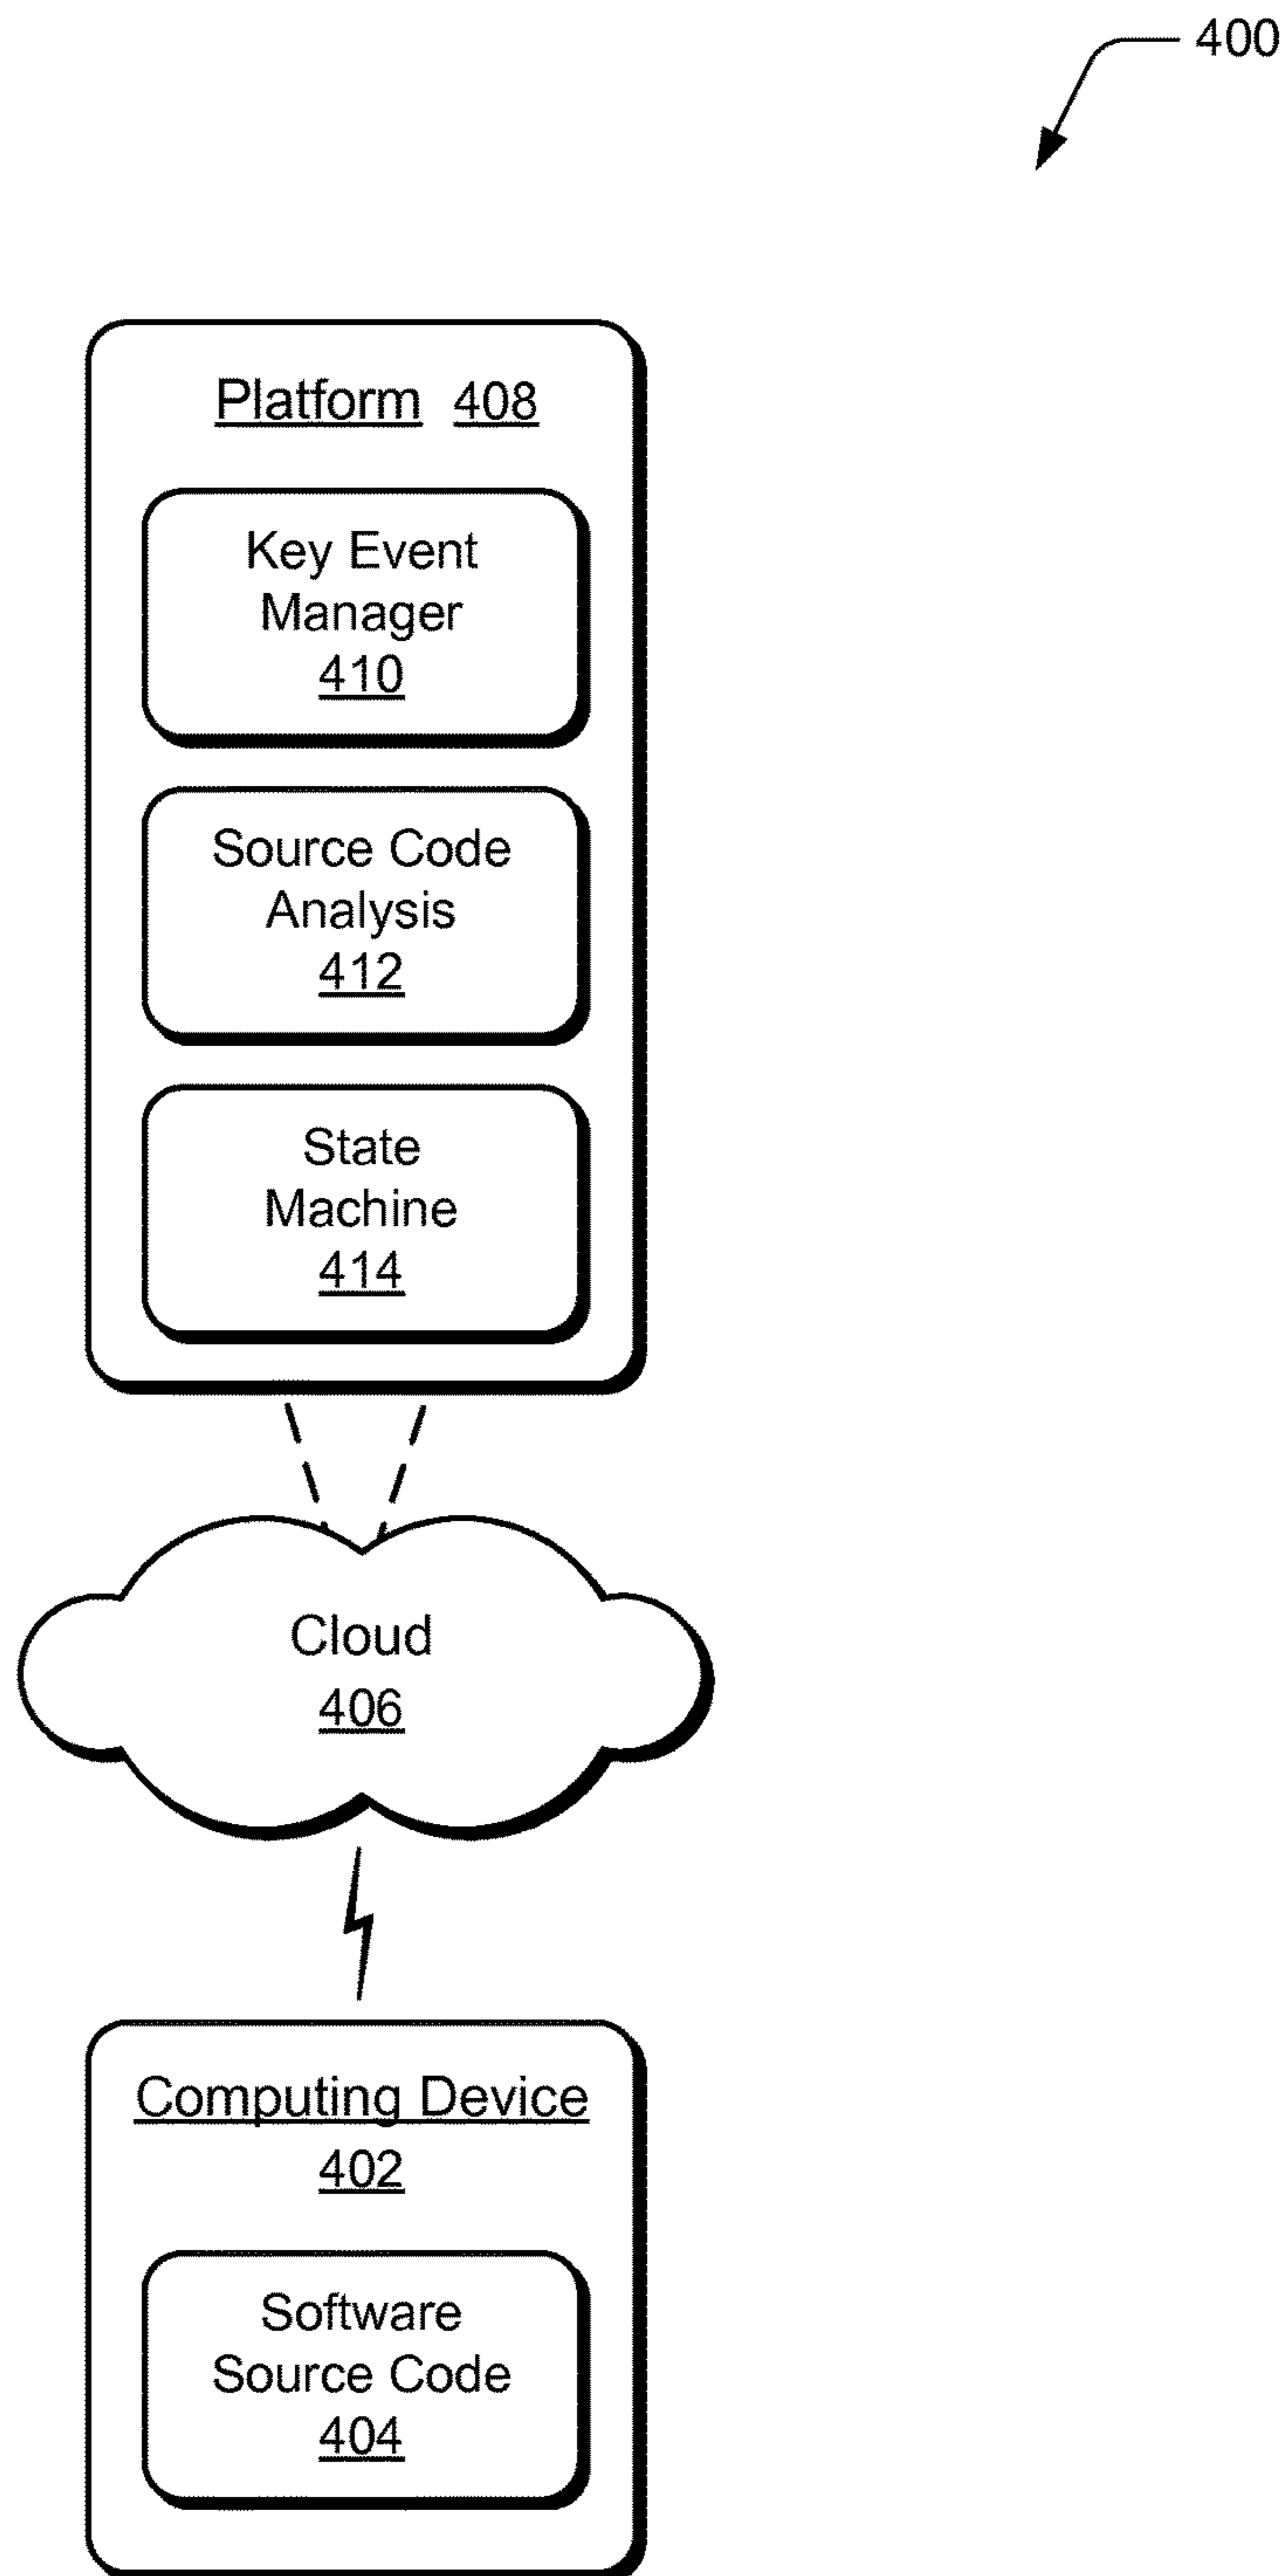 400
Platform 408
Key Event
Manager
410
Source Code
Analysis
412
State
Machine
414
Cloud
406
Computing Device
402
Software
Source Code
404